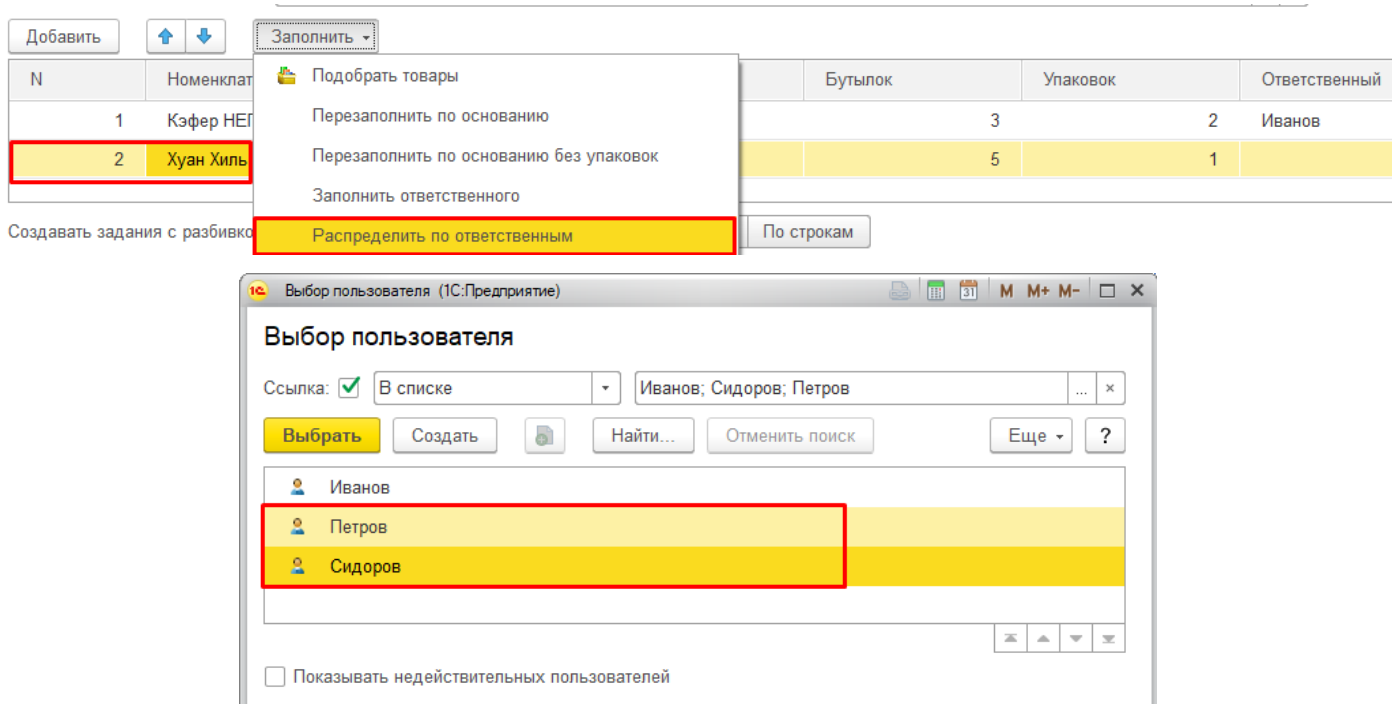 Добавить Заполнить
N Номенклат Бутылок Упаковок Ответственный
Подобрать товары
1 Кэфер НЕГ 3 2 Иванов
Перезаполнить по основанию
2 Хуан Хиль 5 1
Перезаполнить по основанию без упаковок
Заполнить ответственного
Создавать задания с разбивко По строкам
Распределить по ответственным
Выбор пользователя (1С:Предприятие) M M+ M-
Выбор пользователя
Ссылка: В списке Иванов; Сидоров; Петров ... ×
Выбрать Создать Найти... Отменить поиск Еще ?
Иванов
Петров
Сидоров
Показывать недействительных пользователей